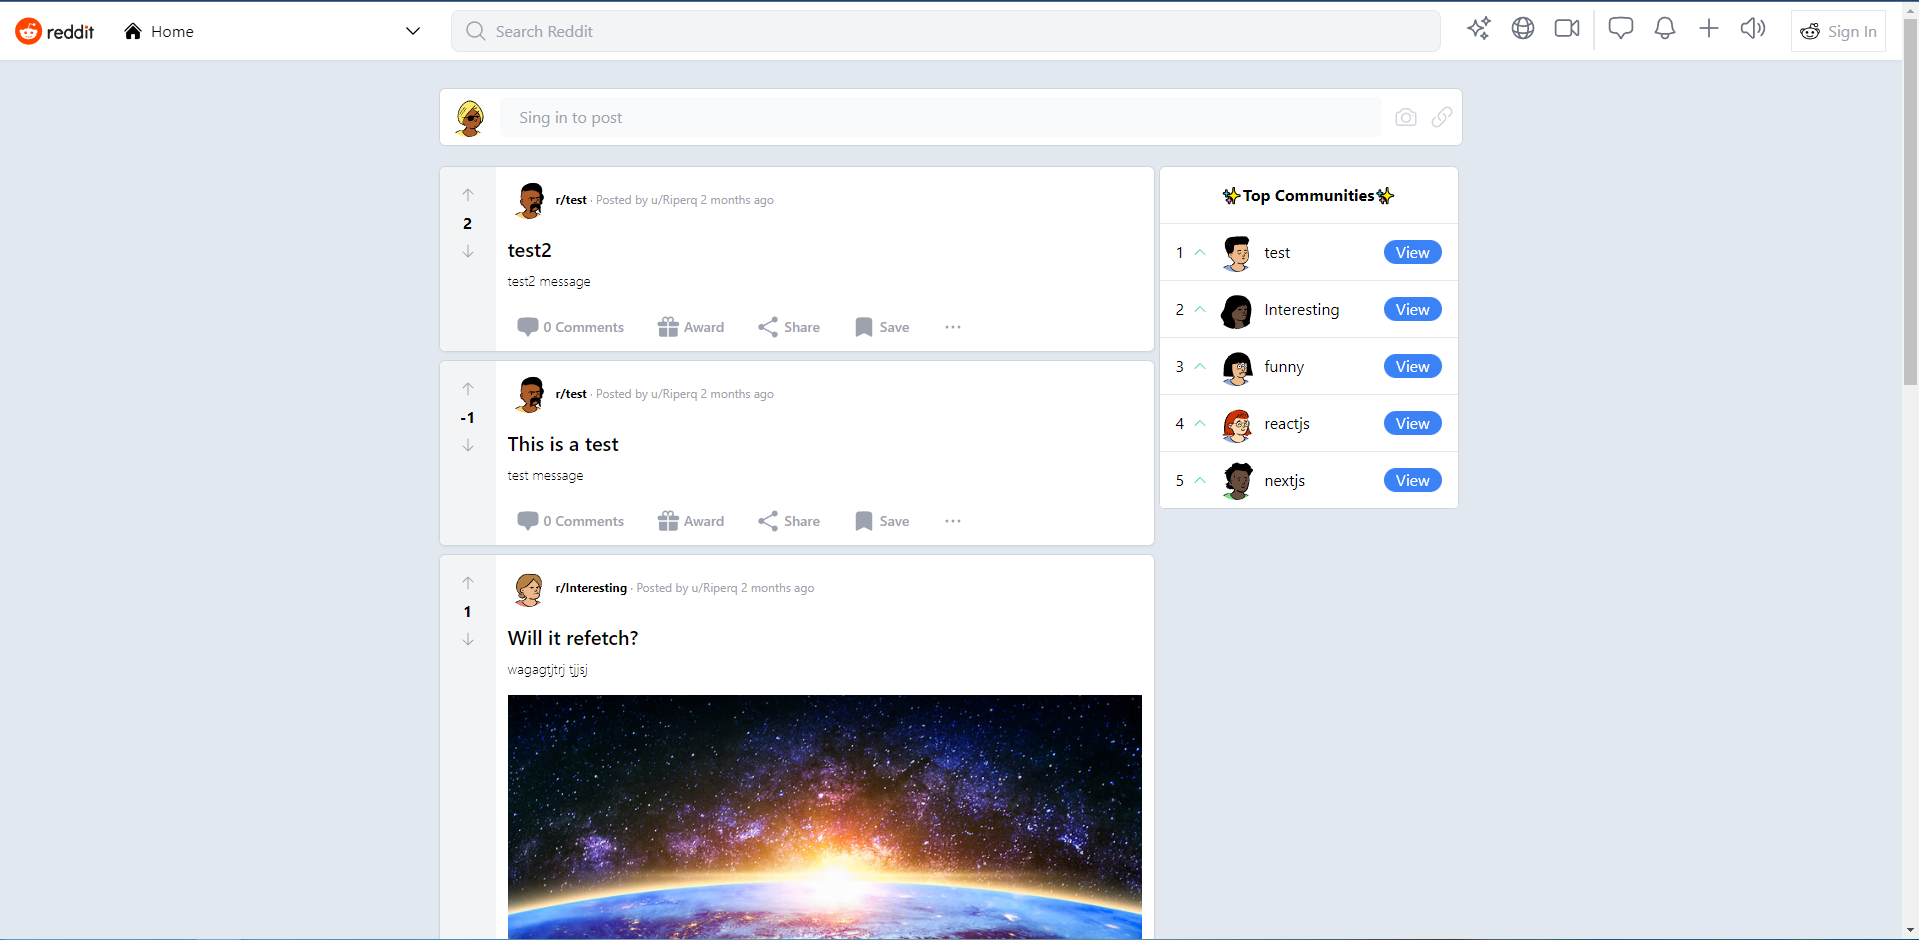 reddit Home Search Reddit Sign In
Sing in to post
r/test · Posted by u/Riperq 2 months ago
2
test2
test2 message
0 Comments Award Share Save
r/test · Posted by u/Riperq 2 months ago
-1
This is a test
test message
0 Comments Award Share Save
r/Interesting · Posted by u/Riperq 2 months ago
1
Will it refetch?
wagagtjtrj tjjsj
✨Top Communities✨
1 test View
2 Interesting View
3 funny View
4 reactjs View
5 nextjs View